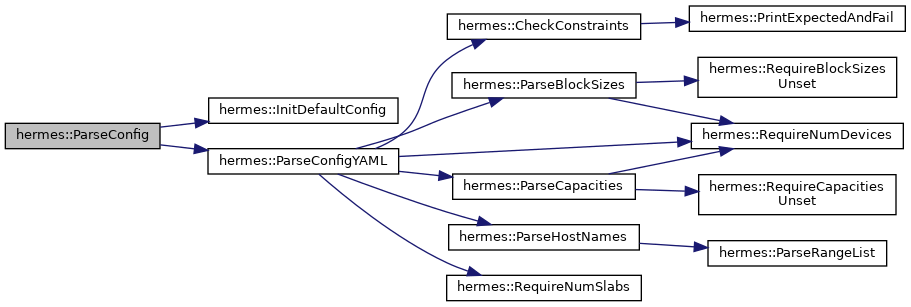 hermes::ParseConfig
hermes::InitDefaultConfig
hermes::ParseConfigYAML
hermes::CheckConstraints
hermes::ParseBlockSizes
hermes::ParseCapacities
hermes::ParseHostNames
hermes::RequireNumSlabs
hermes::PrintExpectedAndFail
hermes::RequireBlockSizes
Unset
hermes::RequireNumDevices
hermes::RequireCapacities
Unset
hermes::ParseRangeList